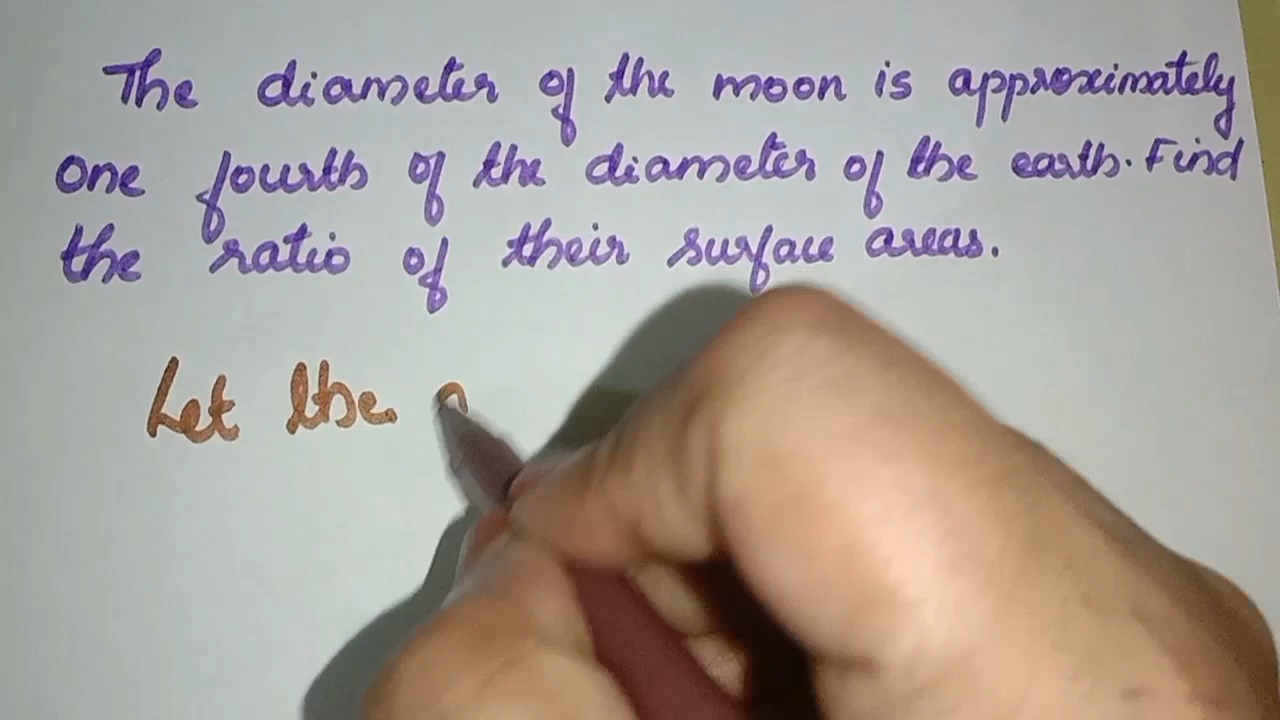 The diameter of the moon is approximately
one fourth of the diameter of the earth. Find
the ratio of their surface areas.
Let the